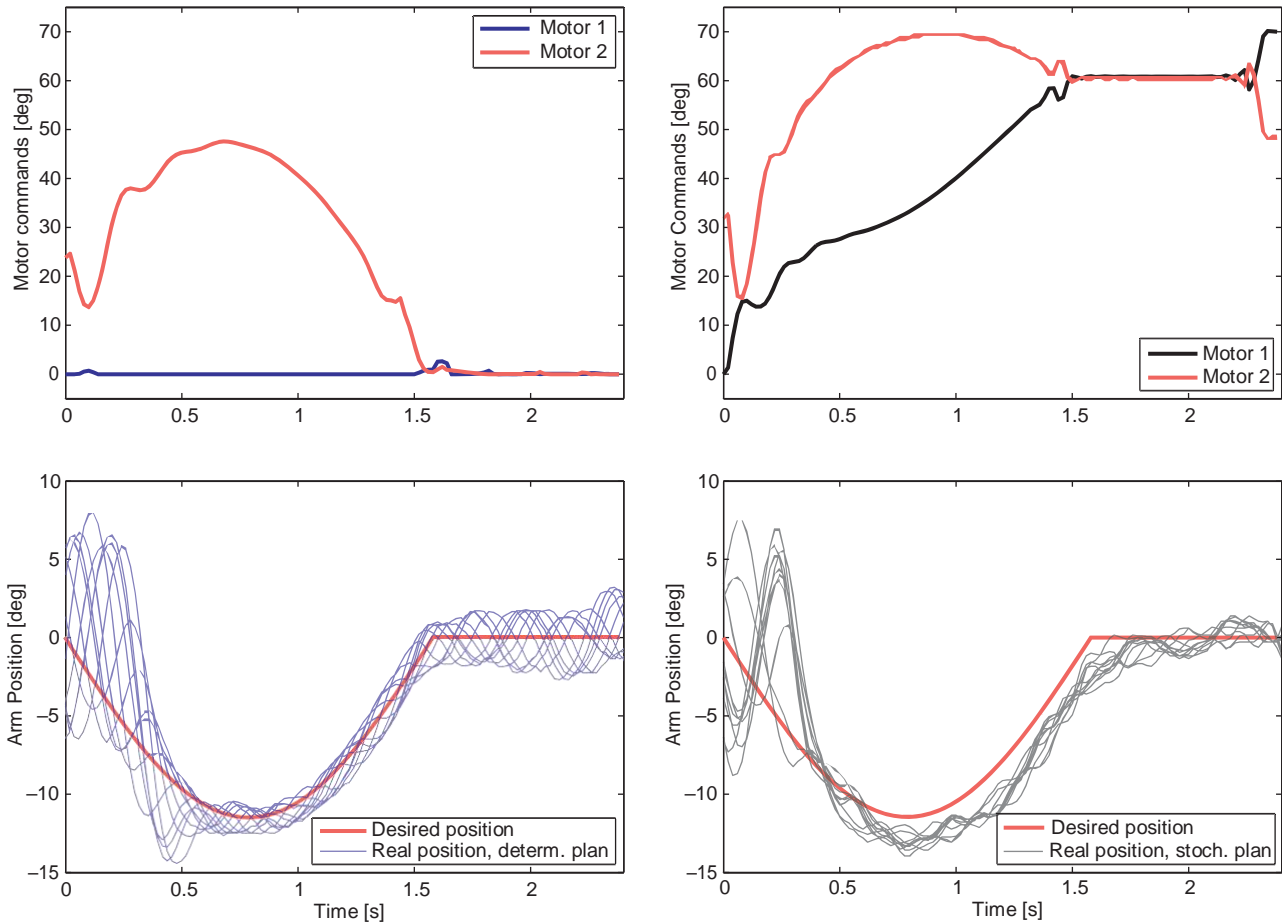 70
60
50
40
30
20
10
0
Motor commands [deg]
Motor 1
Motor 2
0 0.5 1 1.5 2
70
60
50
40
30
20
10
0
Motor Commands [deg]
Motor 1
Motor 2
0 0.5 1 1.5 2
10
5
0
−5
−10
−15
Arm Position [deg]
Desired position
Real position, determ. plan
0 0.5 1 1.5 2
Time [s]
10
5
0
−5
−10
−15
Arm Position [deg]
Desired position
Real position, stoch. plan
0 0.5 1 1.5 2
Time [s]